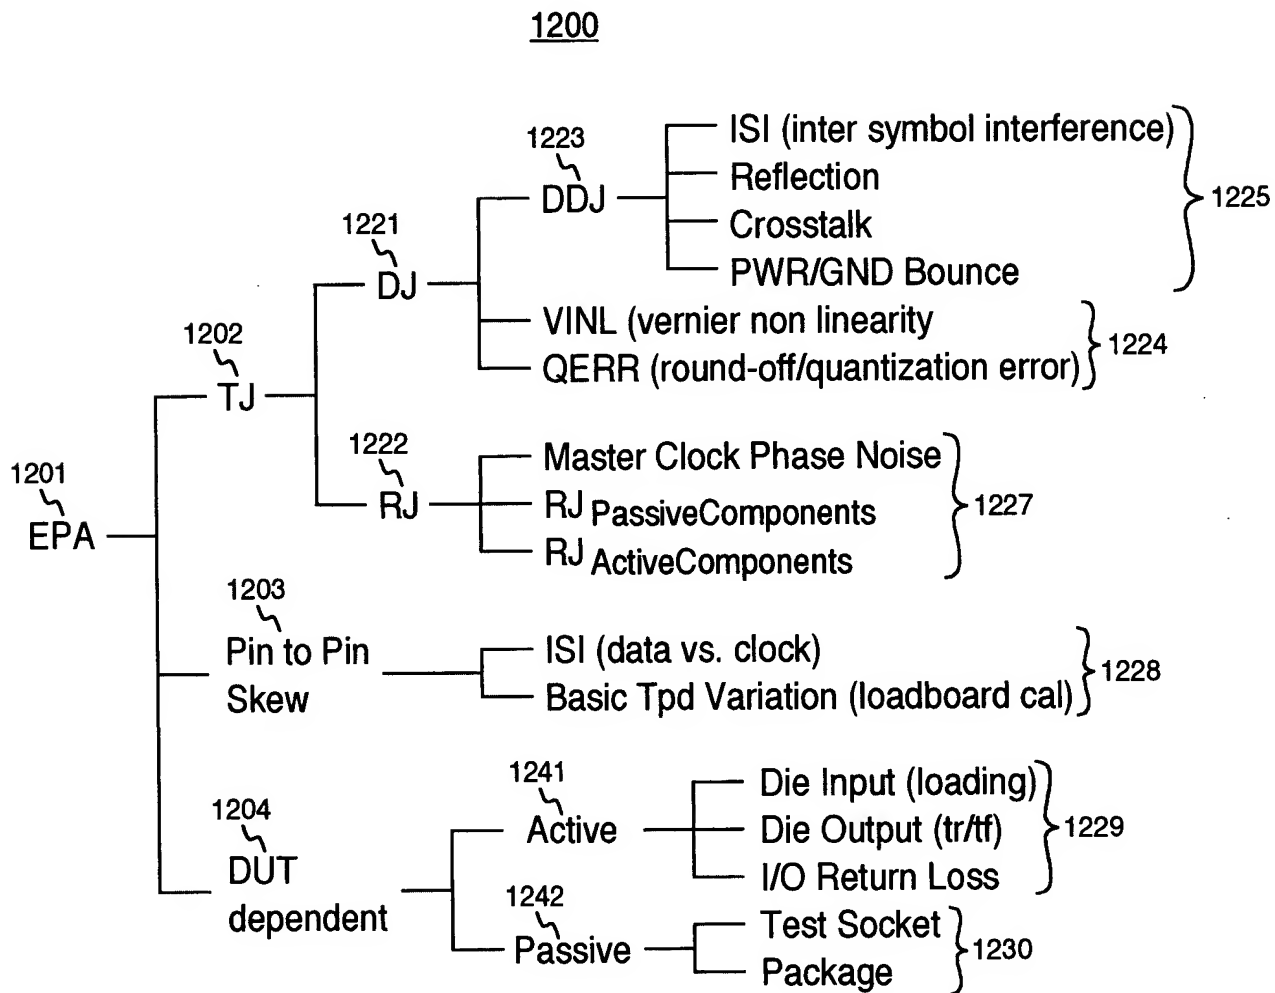 1200
ISI (inter symbol interference)
1223
Reflection
DDJ
1225
1221
Crosstalk
DJ
PWR/GND Bounce
1202
VINL (vernier non linearity
1224
TJ
QERR (round-off/quantization error)
1222
Master Clock Phase Noise
1201
RJ
RJ PassiveComponents
1227
EPA
RJ ActiveComponents
1203
Pin to Pin
Skew
ISI (data vs. clock)
1228
Basic Tpd Variation (loadboard cal)
1241
Die Input (loading)
1204
Active
Die Output (tr/tf)
1229
DUT
dependent
I/O Return Loss
1242
Test Socket
Passive
1230
Package